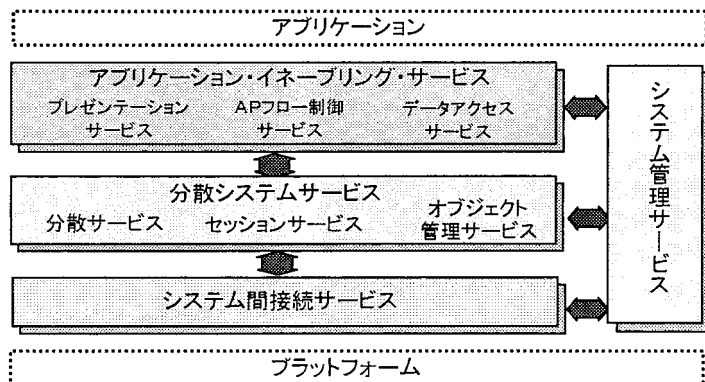 アプリケーション
アプリケーション・イネーブリング・サービス
プレゼンテーション
サービス
APフロー制御
サービス
データアクセス
サービス
分散システムサービス
分散サービス
セッションサービス
オブジェクト
管理サービス
システム間接続サービス
システム管理サービス
プラットフォーム